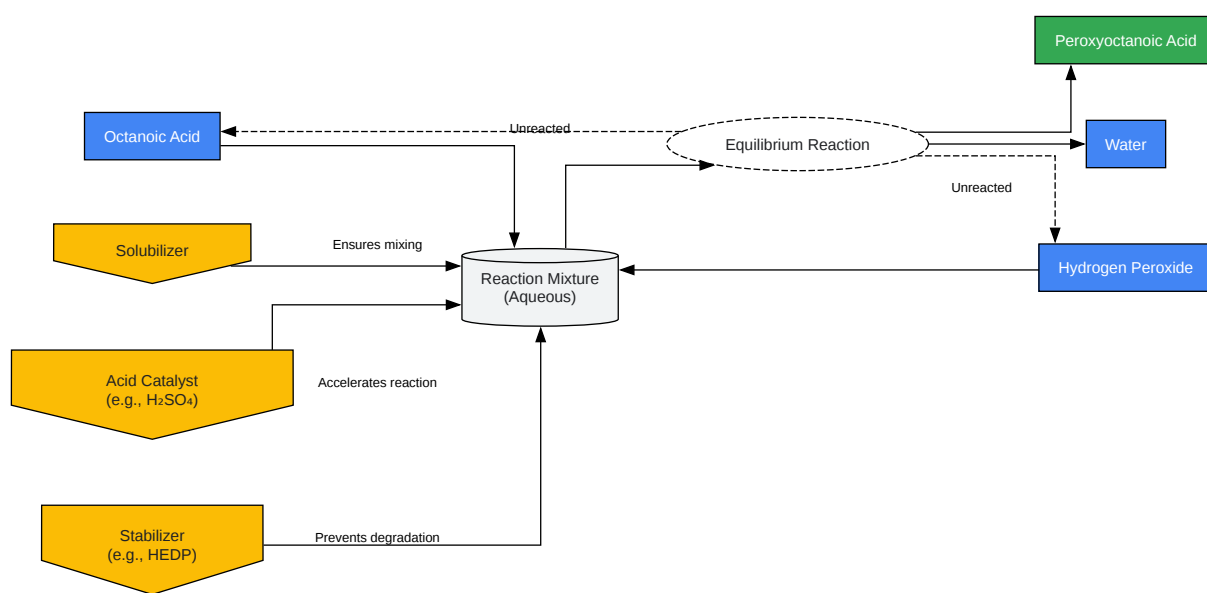 Peroxyoctanoic Acid
Octanoic Acid
Unreacted
Equilibrium Reaction
Water
Unreacted
Solubilizer
Ensures mixing
Reaction Mixture
(Aqueous)
Hydrogen Peroxide
Acid Catalyst
(e.g., H₂SO₄)
Accelerates reaction
Stabilizer
(e.g., HEDP)
Prevents degradation